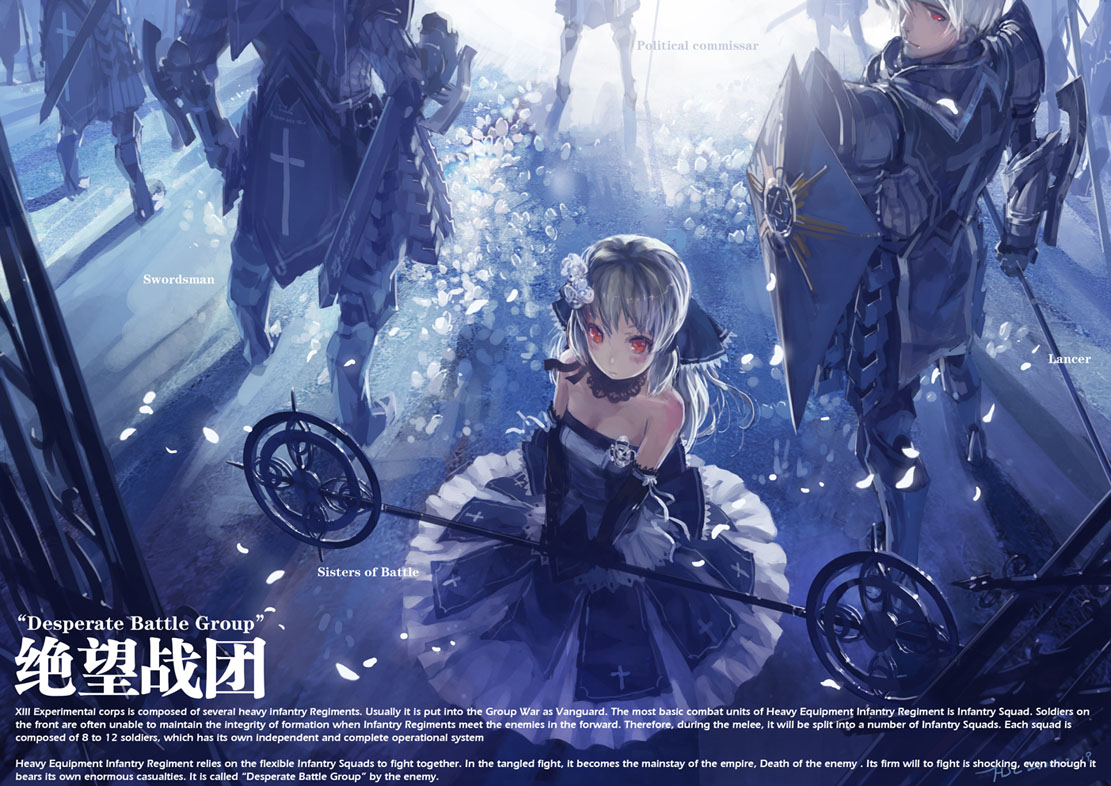 Political commissar
Swordsman
Lancer
Sisters of Battle
“Desperate Battle Group”
绝望战团
XIII Experimental corps is composed of several heavy infantry Regiments. Usually it is put into the Group War as Vanguard. The most basic combat units of Heavy Equipment Infantry Regiment is Infantry Squad. Soldiers on
the front are often unable to maintain the integrity of formation when Infantry Regiments meet the enemies in the forward. Therefore, during the melee, it will be split into a number of Infantry Squads. Each squad is
composed of 8 to 12 soldiers, which has its own independent and complete operational system
Heavy Equipment Infantry Regiment relies on the flexible Infantry Squads to fight together. In the tangled fight, it becomes the mainstay of the empire, Death of the enemy . Its firm will to fight is shocking, even though it
bears its own enormous casualties. It is called “Desperate Battle Group” by the enemy.